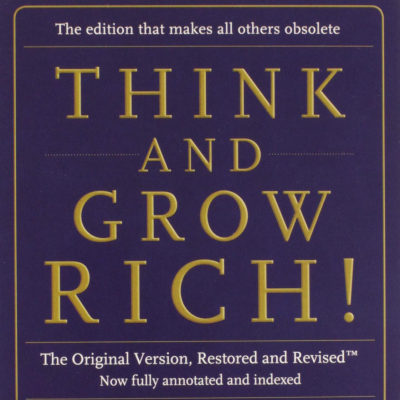 The edition that makes all others obsolete
THINK
AND
GROW
RICH!
The Original Version, Restored and Revised™
Now fully annotated and indexed